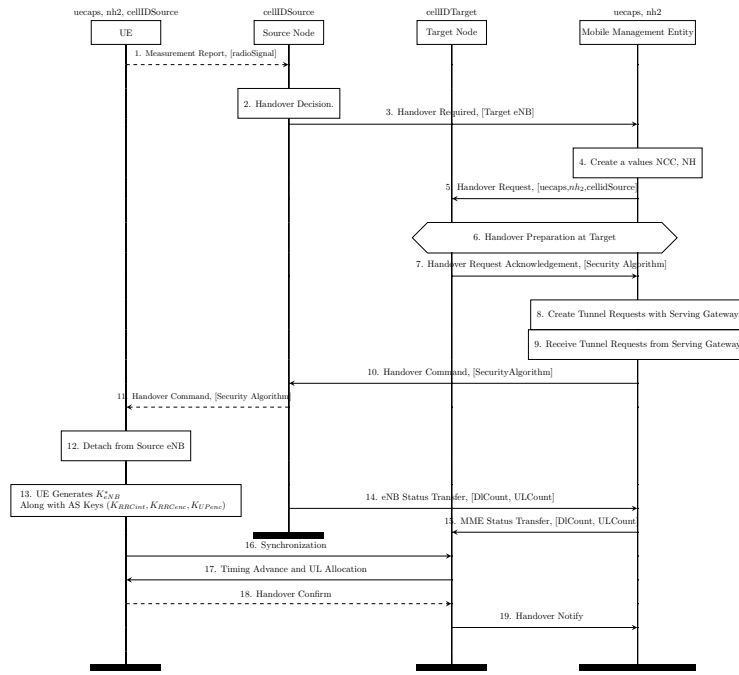 uecaps, nh2, cellIDSource
cellIDSource
cellIDTarget
uecaps, nh2
UE
Source Node
Target Node
Mobile Management Entity
1. Measurement Report, [radioSignal]
2. Handover Decision.
3. Handover Required, [Target eNB]
4. Create a values NCC, NH
5. Handover Request, [uecaps,nh₂,cellidSource]
6. Handover Preparation at Target
7. Handover Request Acknowledgement, [Security Algorithm]
8. Create Tunnel Requests with Serving Gateway
9. Receive Tunnel Requests from Serving Gateway
10. Handover Command, [SecurityAlgorithm]
11. Handover Command, [Security Algorithm]
12. Detach from Source eNB
13. UE Generates K*eNB
Along with AS Keys (KRRCint, KRRCenc, KUPenc)
14. eNB Status Transfer, [DlCount, ULCount]
15. MME Status Transfer, [DlCount, ULCount]
16. Synchronization
17. Timing Advance and UL Allocation
18. Handover Confirm
19. Handover Notify